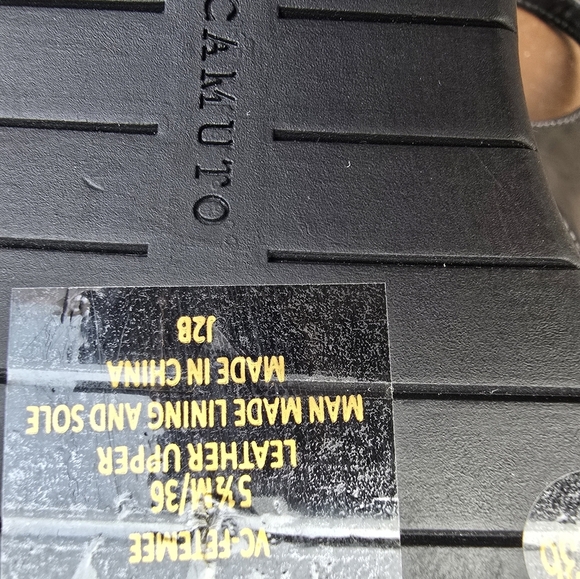 CAMUTO
VC-FETEMEE
5½M/36
LEATHER UPPER
MAN MADE LINING AND SOLE
MADE IN CHINA
J2B